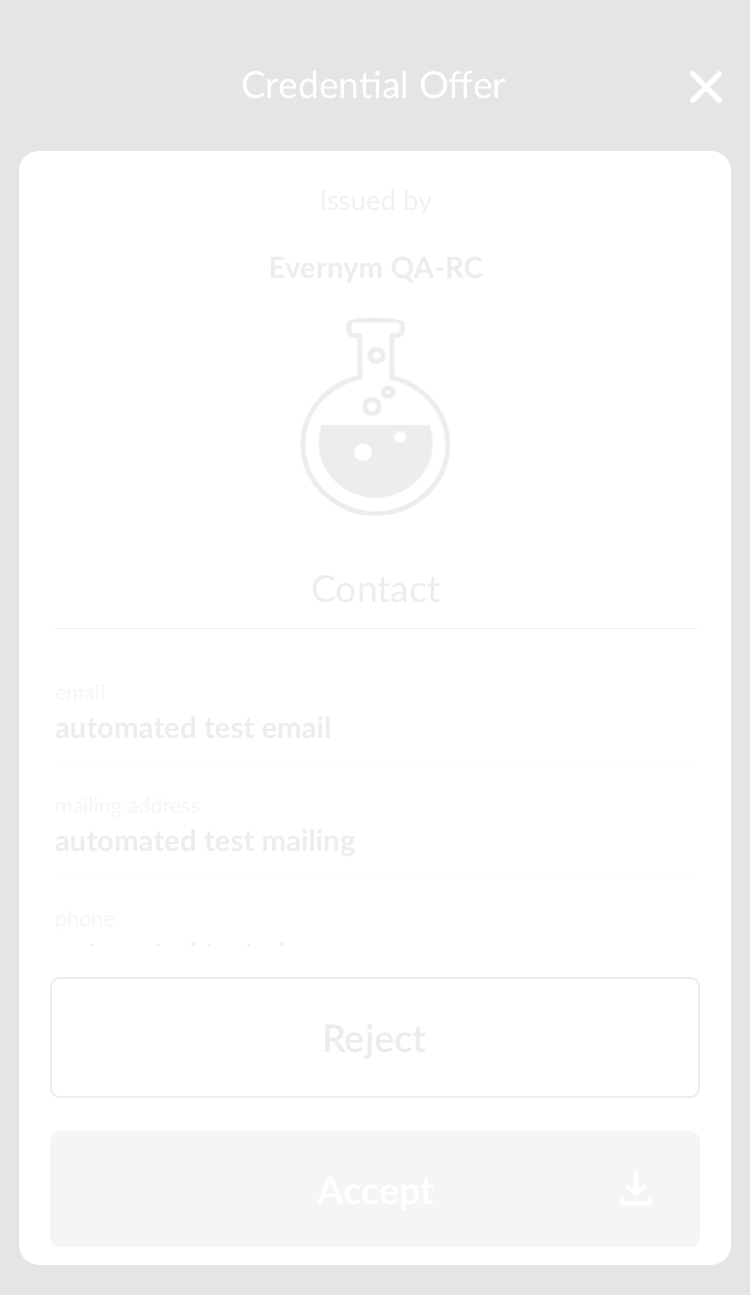 Credential Offer
Issued by
Evernym QA-RC
Contact
email
automated test email
mailing address
automated test mailing
phone
Reject
Accept